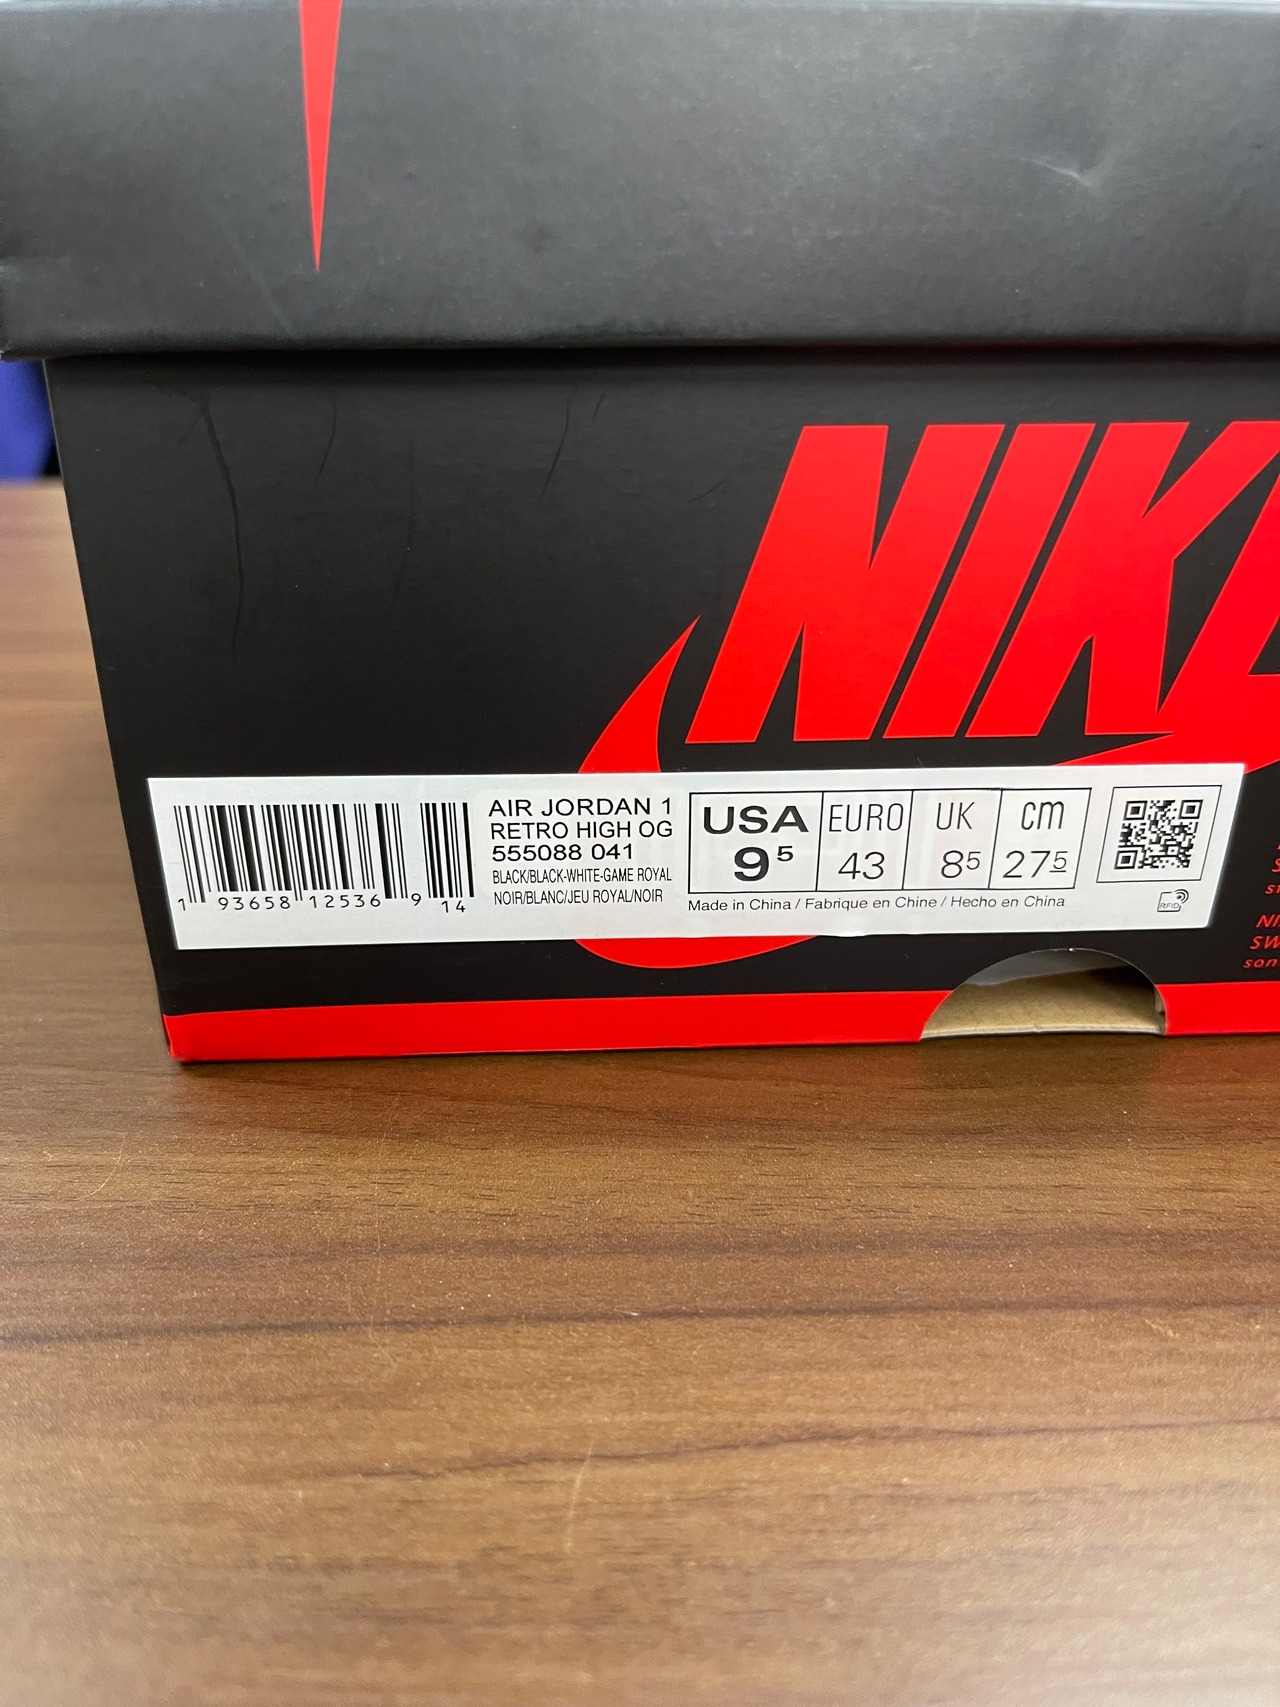 NIKE
AIR JORDAN 1
RETRO HIGH OG
555088 041
BLACK/BLACK-WHITE-GAME ROYAL
NOIR/BLANC/JEU ROYAL/NOIR
1 93658 12536 9 14
USA EURO UK cm
9 5 43 8 5 27 5
Made in China / Fabrique en Chine / Hecho en China
RFID